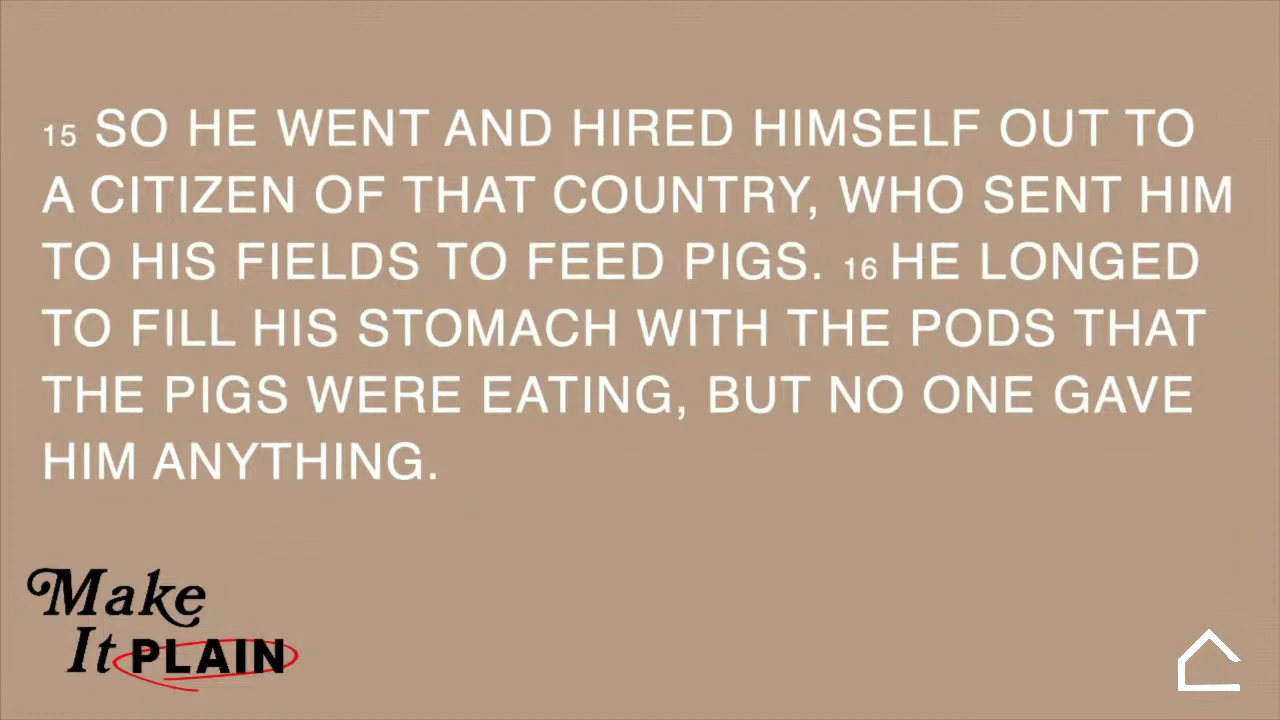 15 SO HE WENT AND HIRED HIMSELF OUT TO
A CITIZEN OF THAT COUNTRY, WHO SENT HIM
TO HIS FIELDS TO FEED PIGS. 16 HE LONGED
TO FILL HIS STOMACH WITH THE PODS THAT
THE PIGS WERE EATING, BUT NO ONE GAVE
HIM ANYTHING.
Make
It PLAIN